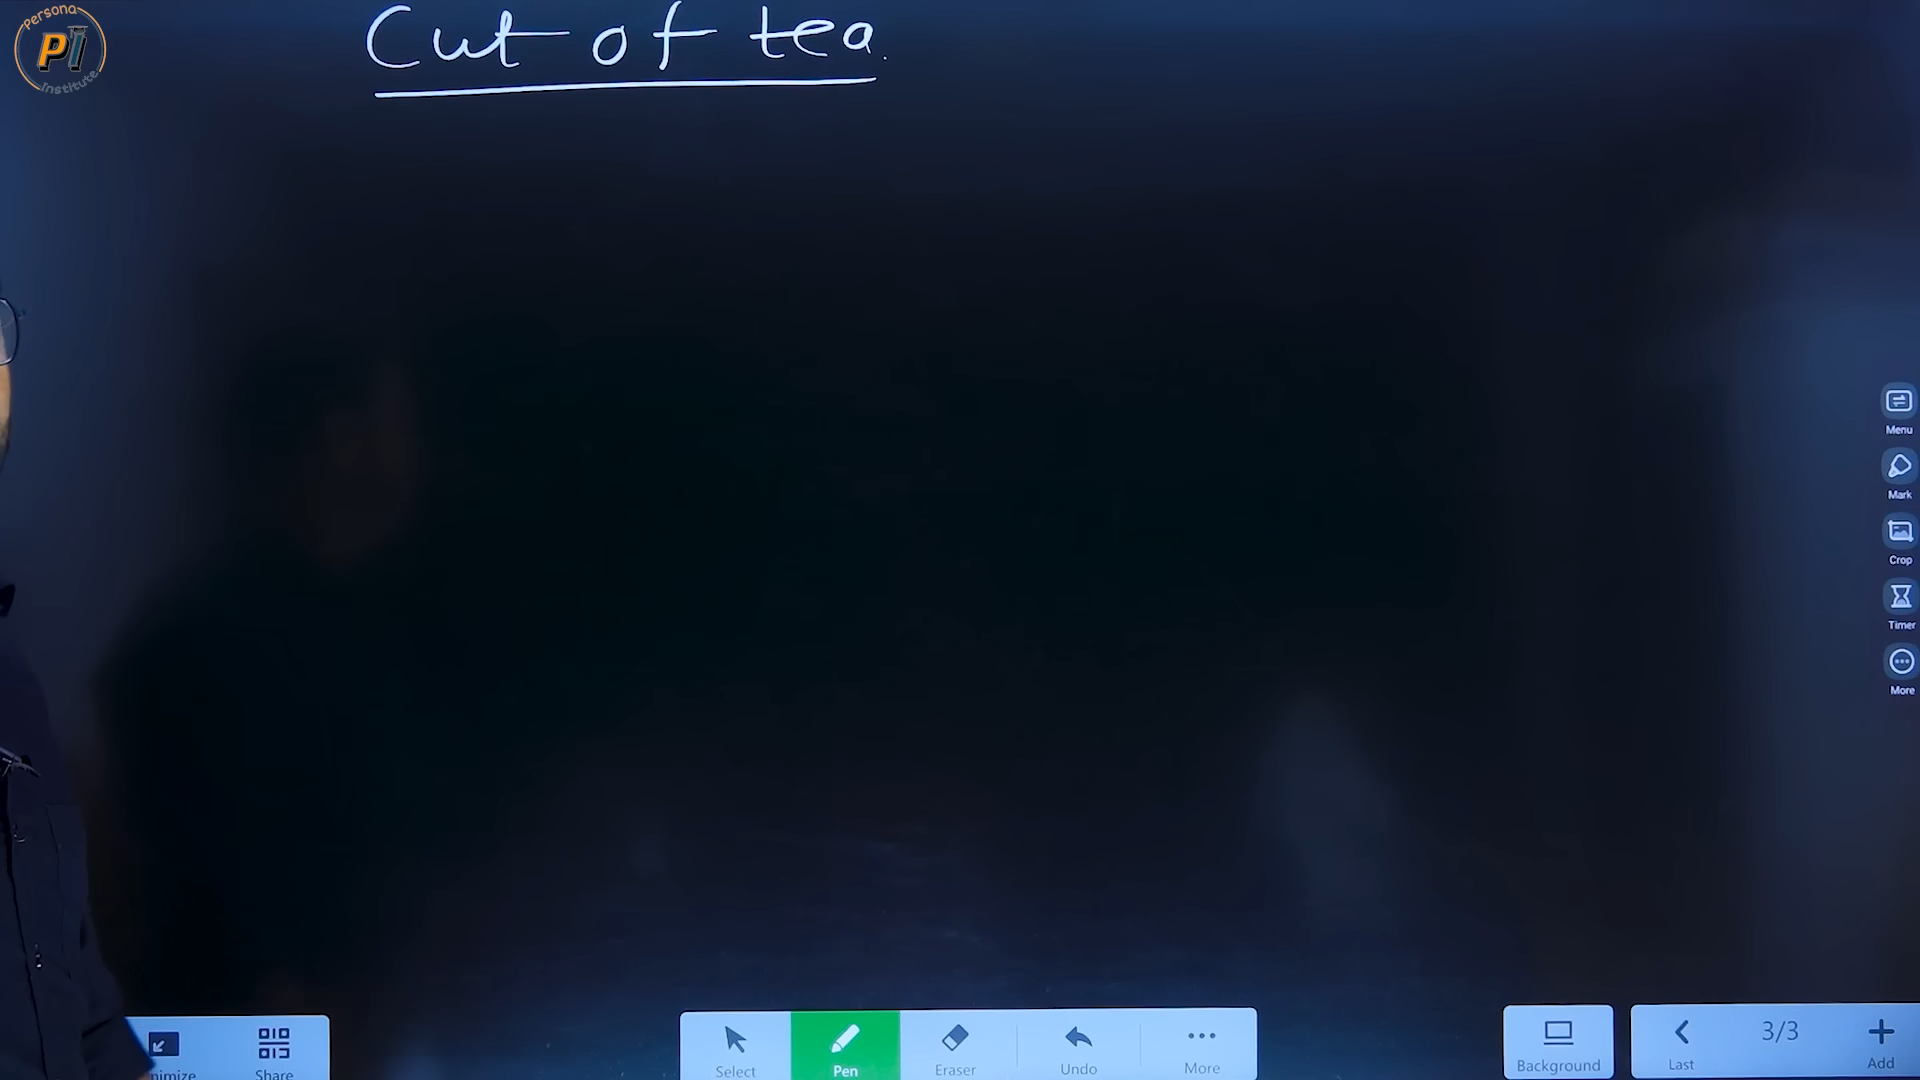 Persona
PI
Institute
Cut of tea.
Menu
Mark
Crop
Timer
More
Share
Select
Pen
Eraser
Undo
More
Background
Last
3/3
Add